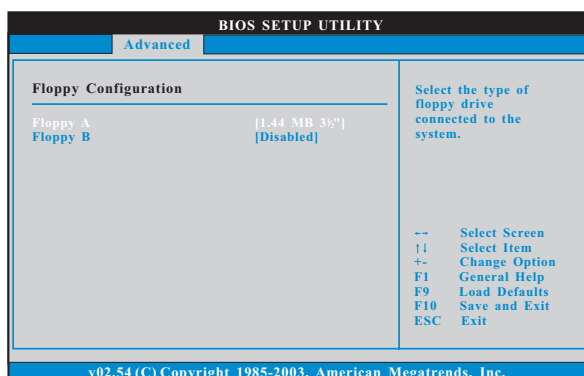 BIOS SETUP UTILITY
Advanced
Floppy Configuration
Floppy A [1.44 MB 3½"]
Floppy B [Disabled]
Select the type of
floppy drive
connected to the
system.
←→ Select Screen
↑↓ Select Item
+- Change Option
F1 General Help
F9 Load Defaults
F10 Save and Exit
ESC Exit
v02.54 (C) Copyright 1985-2003, American Megatrends, Inc.